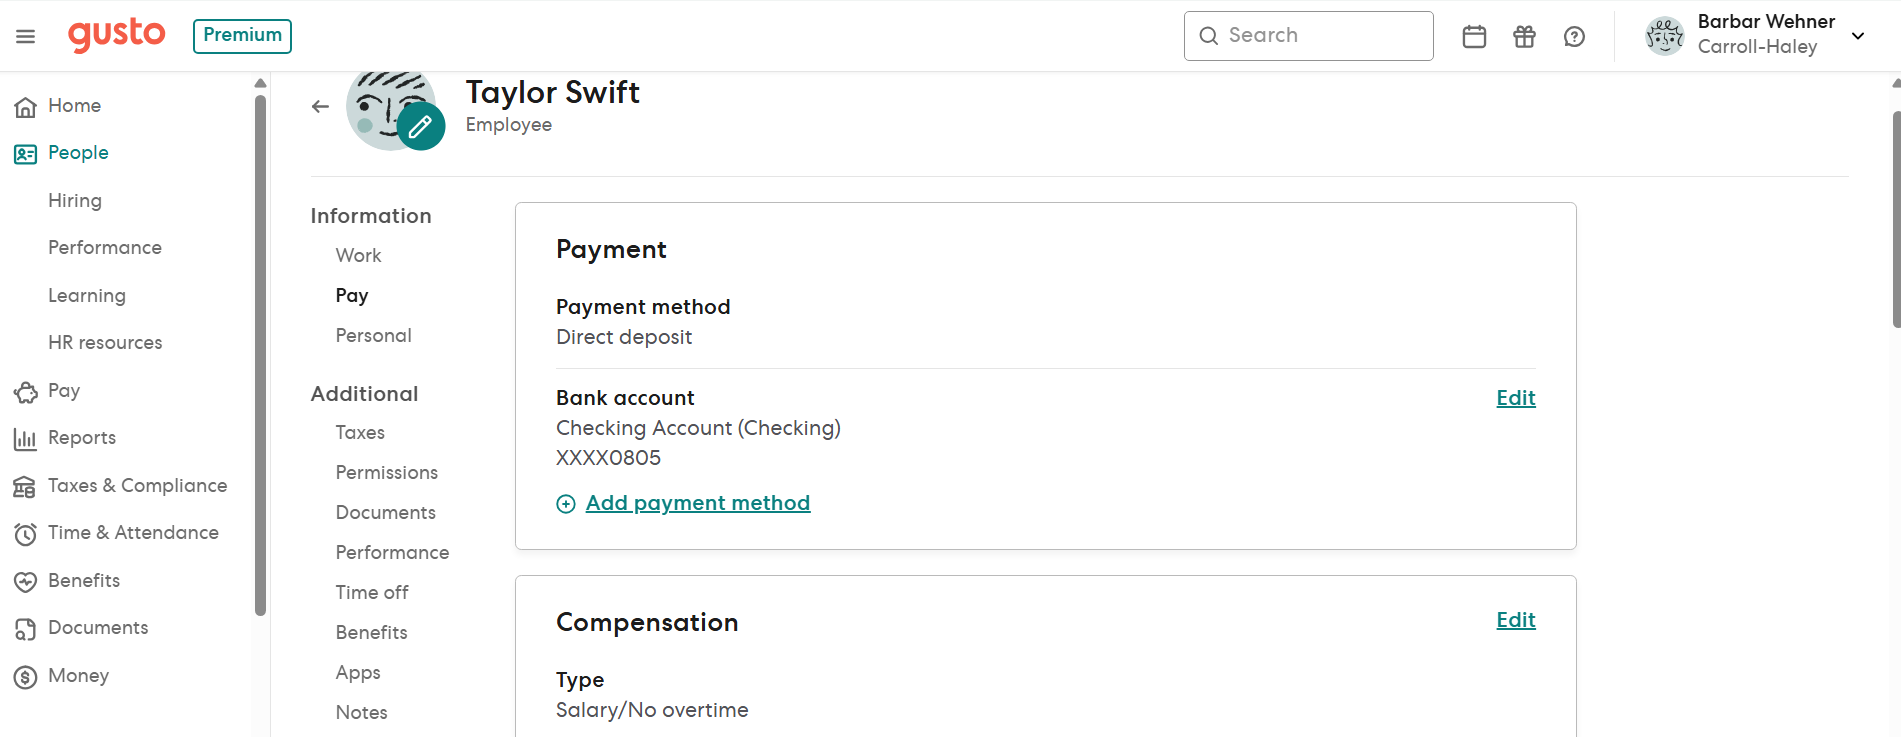 gusto
Premium
Search
Barbar Wehner
Carroll-Haley
Home
People
Hiring
Performance
Learning
HR resources
Pay
Reports
Taxes & Compliance
Time & Attendance
Benefits
Documents
Money
Taylor Swift
Employee
Information
Work
Pay
Personal
Additional
Taxes
Permissions
Documents
Performance
Time off
Benefits
Apps
Notes
Payment
Payment method
Direct deposit
Bank account
Edit
Checking Account (Checking)
XXXX0805
Add payment method
Compensation
Edit
Type
Salary/No overtime